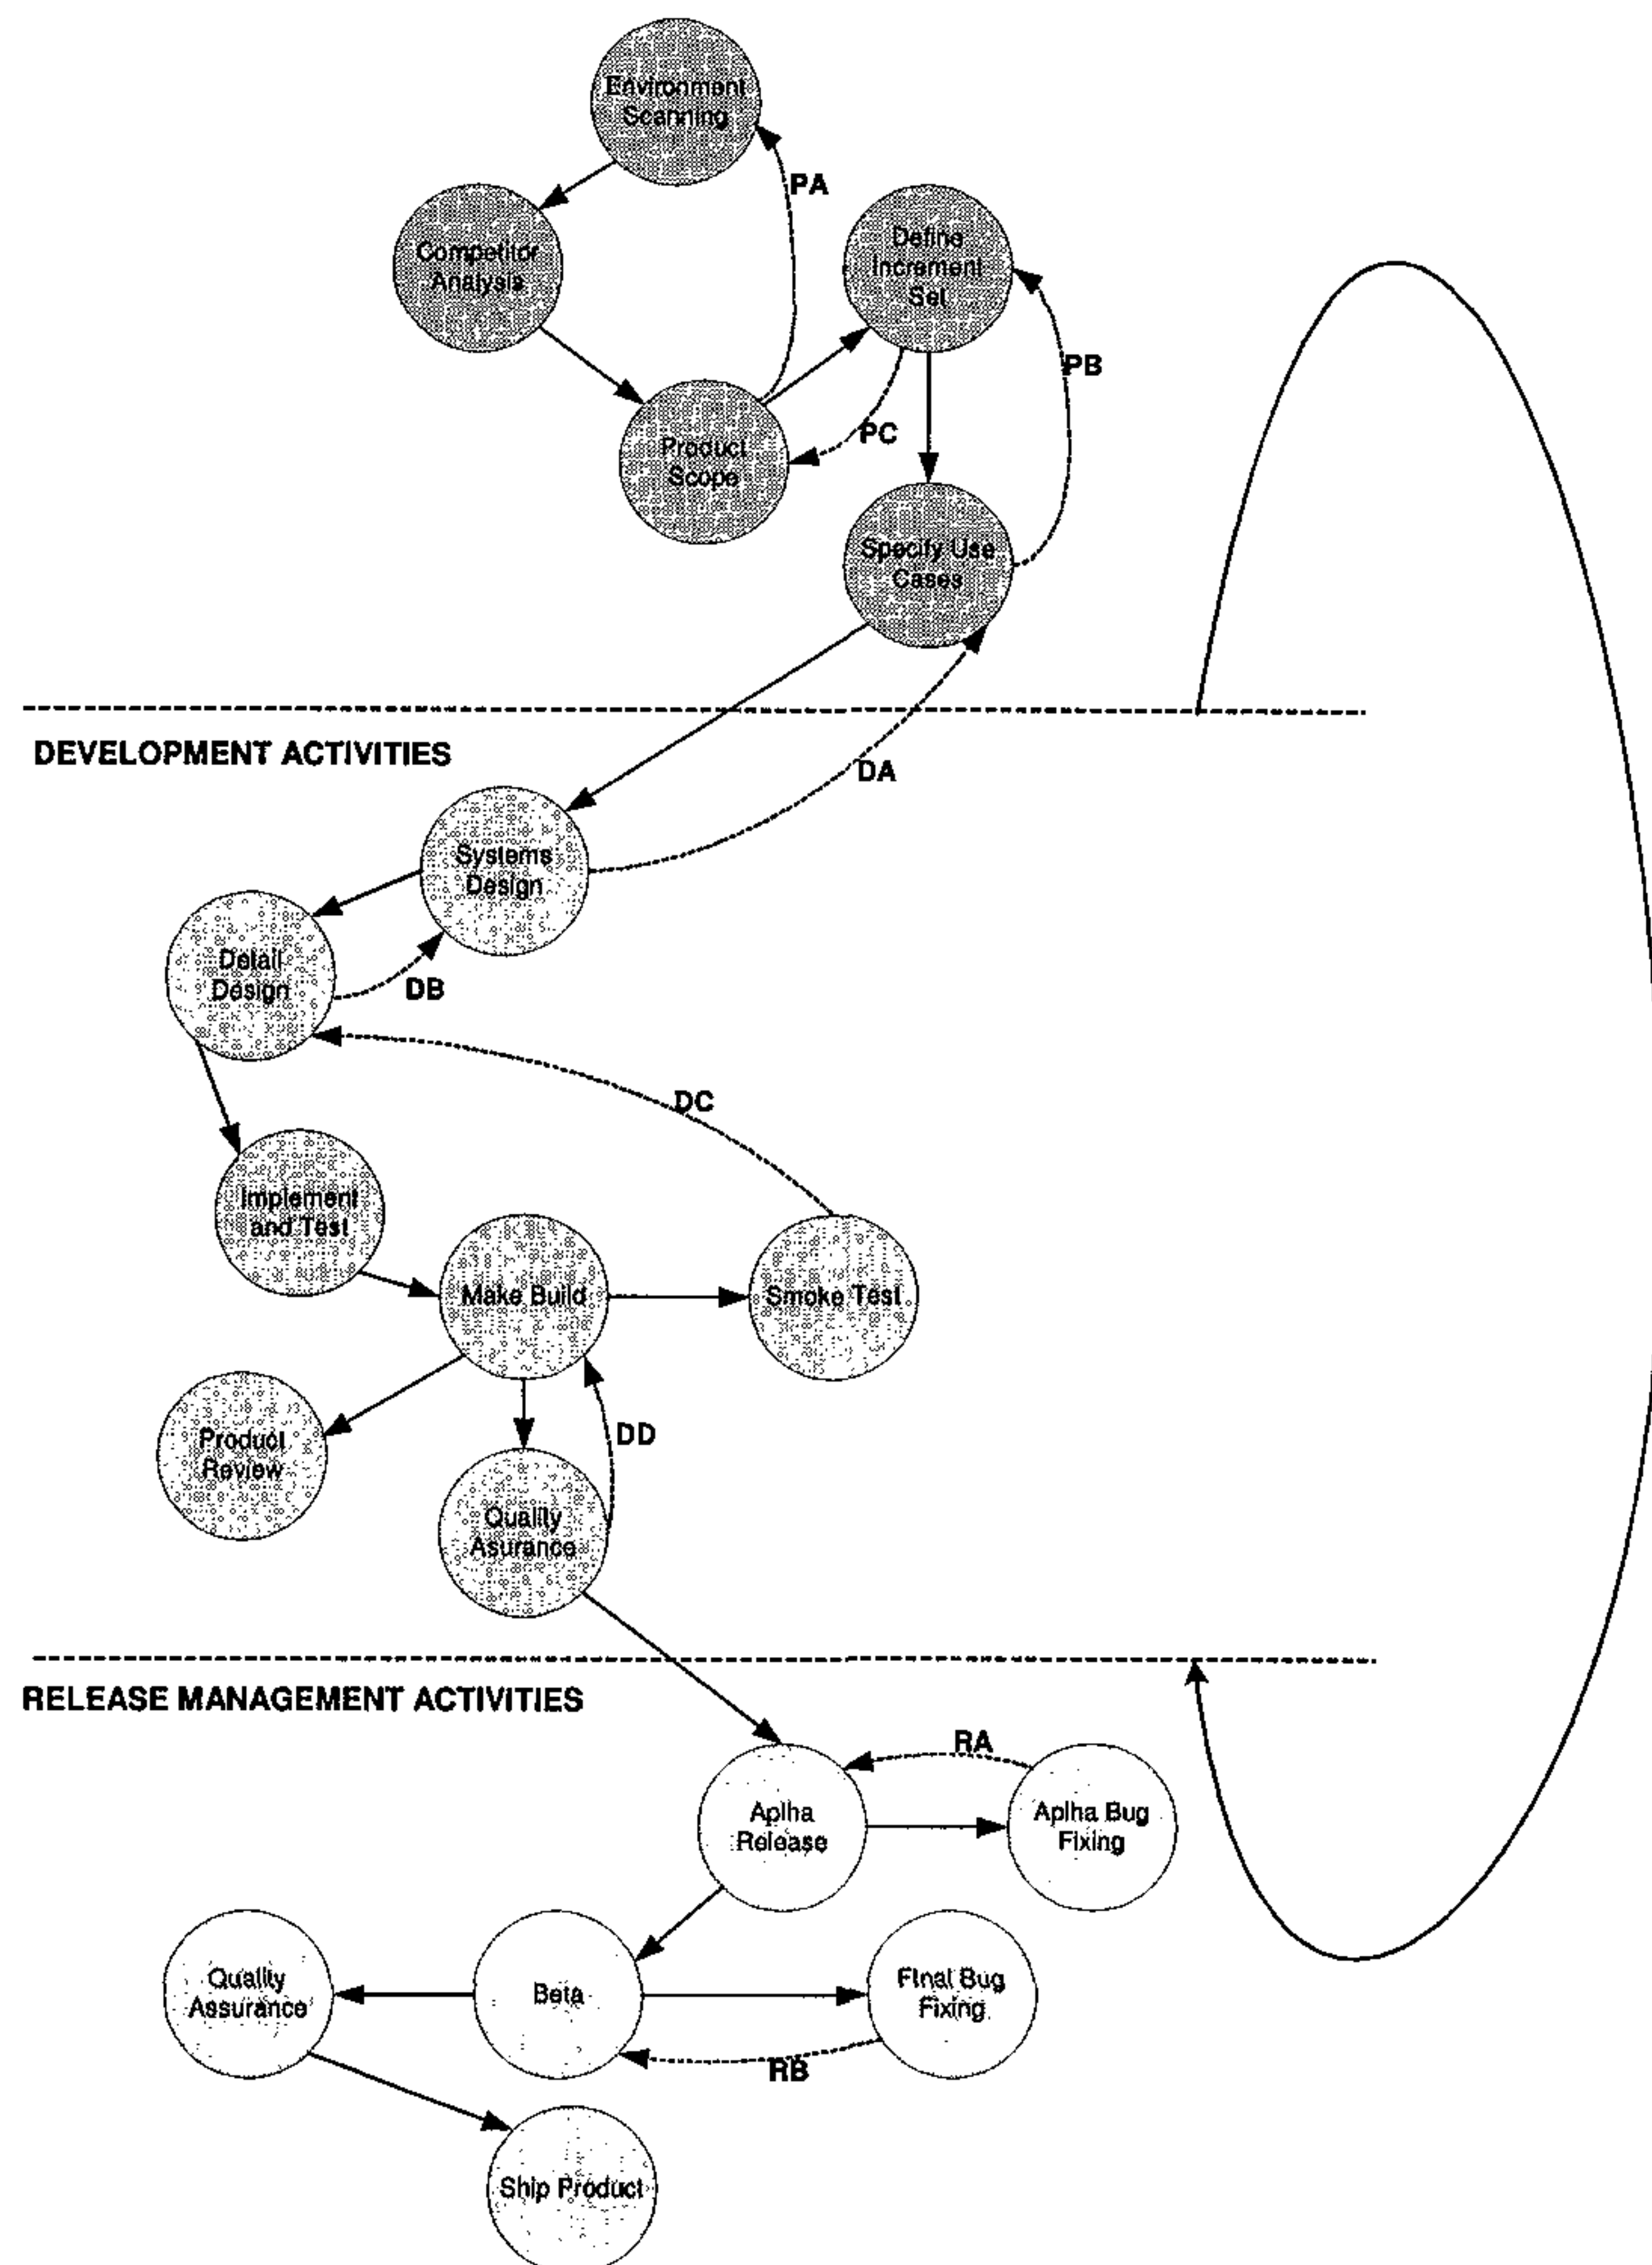 Environment
Scanning
PA
Competitor
Analysis
Define
Increment
Set
PB
PC
Product
Scope
Specify Use
Cases
DEVELOPMENT ACTIVITIES
DA
Systems
Design
Detail
Design
DB
DC
Implement
and Test
Make Build
Smoke Test
Product
Review
DD
Quality
Asurance
RELEASE MANAGEMENT ACTIVITIES
RA
Aplha
Release
Aplha Bug
Fixing
Quality
Assurance
Beta
Final Bug
Fixing
RB
Ship Product